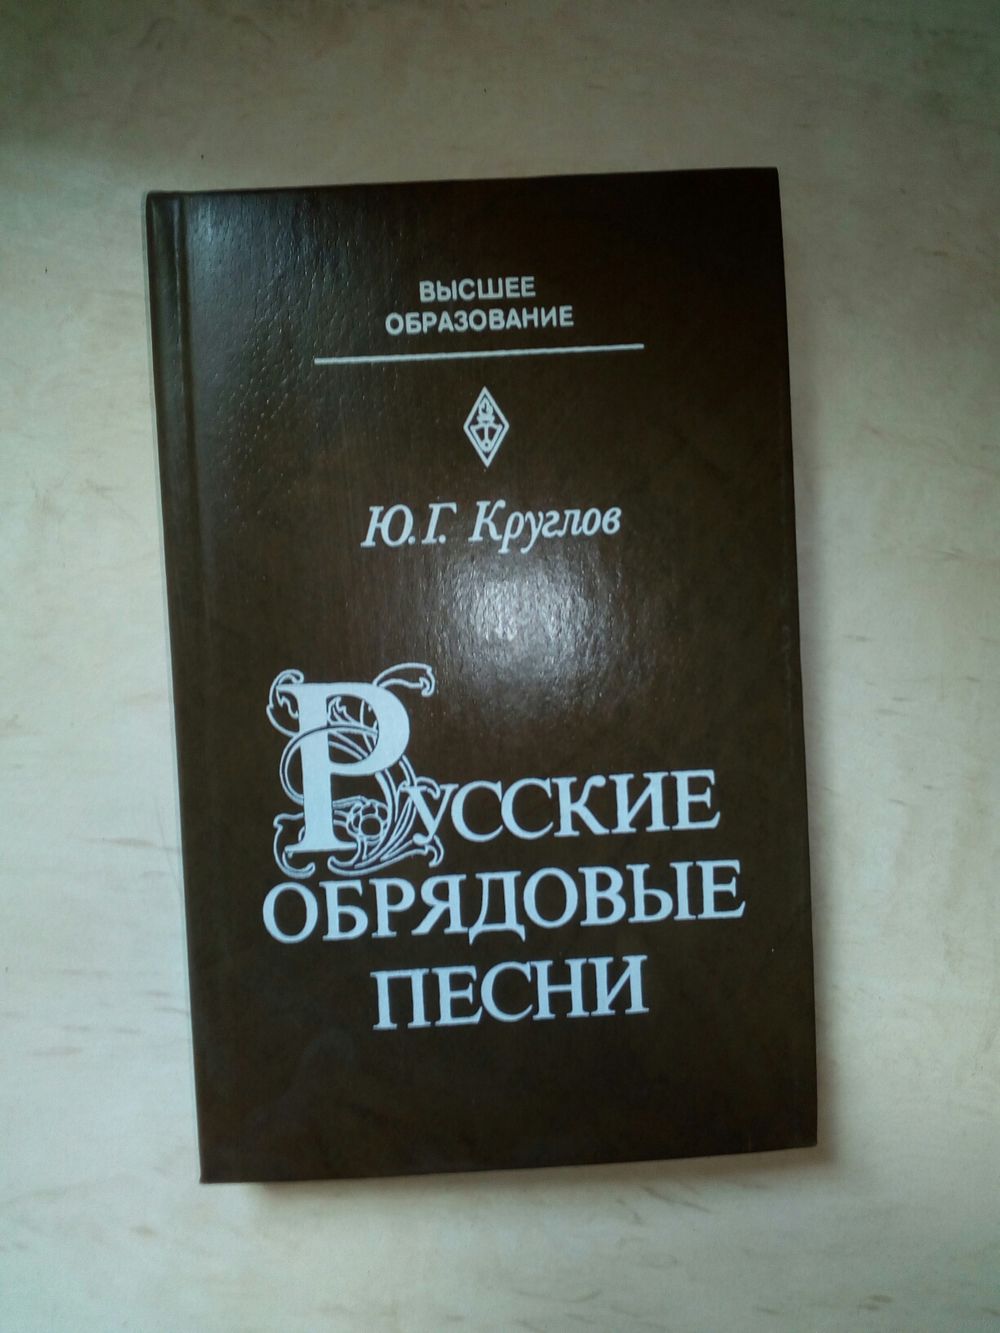 ВЫСШЕЕ
ОБРАЗОВАНИЕ
Ю.Г. Круглов
РУССКИЕ
ОБРЯДОВЫЕ
ПЕСНИ